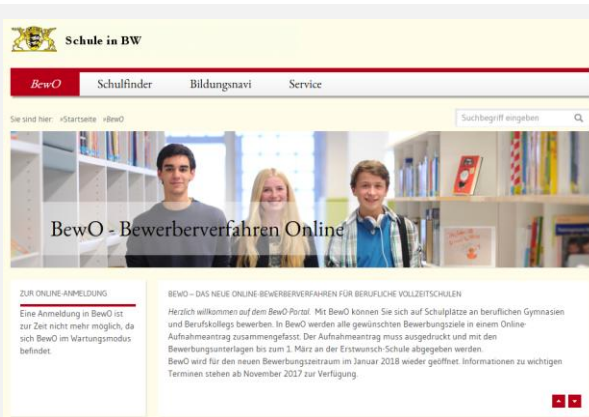 Schule in BW
BewO Schulfinder Bildungsnavi Service
Sie sind hier: »Startseite »BewO
Suchbegriff eingeben
BewO - Bewerberverfahren Online
ZUR ONLINE-ANMELDUNG
Eine Anmeldung in BewO ist
zur Zeit nicht mehr möglich, da
sich BewO im Wartungsmodus
befindet.
BEWO – DAS NEUE ONLINE-BEWERBERVERFAHREN FÜR BERUFLICHE VOLLZEITSCHULEN
Herzlich willkommen auf dem BewO-Portal. Mit BewO können Sie sich auf Schulplätze an beruflichen Gymnasien
und Berufskollegs bewerben. In BewO werden alle gewünschten Bewerbungsziele in einem Online-
Aufnahmeantrag zusammengefasst. Der Aufnahmeantrag muss ausgedruckt und mit den
Bewerbungsunterlagen bis zum 1. März an der Erstwunsch-Schule abgegeben werden.
BewO wird für den neuen Bewerbungszeitraum im Januar 2018 wieder geöffnet. Informationen zu wichtigen
Terminen stehen ab November 2017 zur Verfügung.